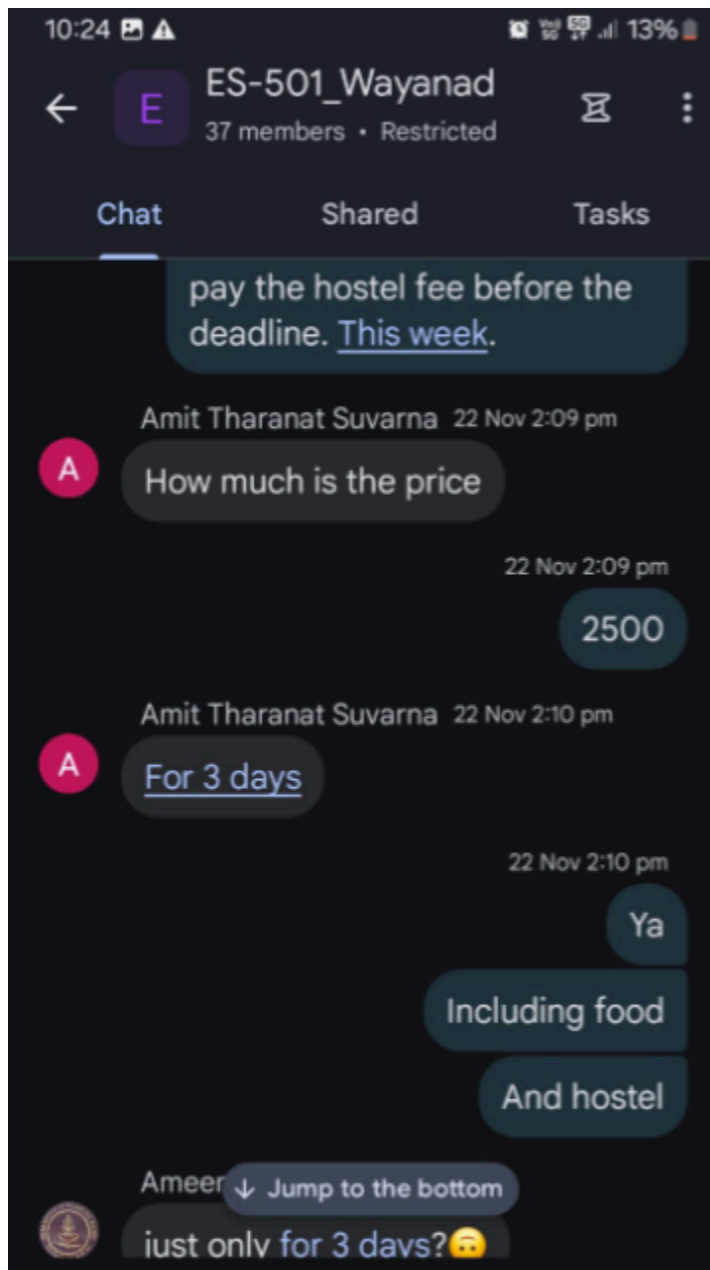 10:24
13%
E
ES-501_Wayanad
37 members • Restricted
Chat
Shared
Tasks
pay the hostel fee before the
deadline. This week.
Amit Tharanat Suvarna 22 Nov 2:09 pm
A
How much is the price
22 Nov 2:09 pm
2500
Amit Tharanat Suvarna 22 Nov 2:10 pm
A
For 3 days
22 Nov 2:10 pm
Ya
Including food
And hostel
Ameer
↓ Jump to the bottom
just only for 3 days?🙃